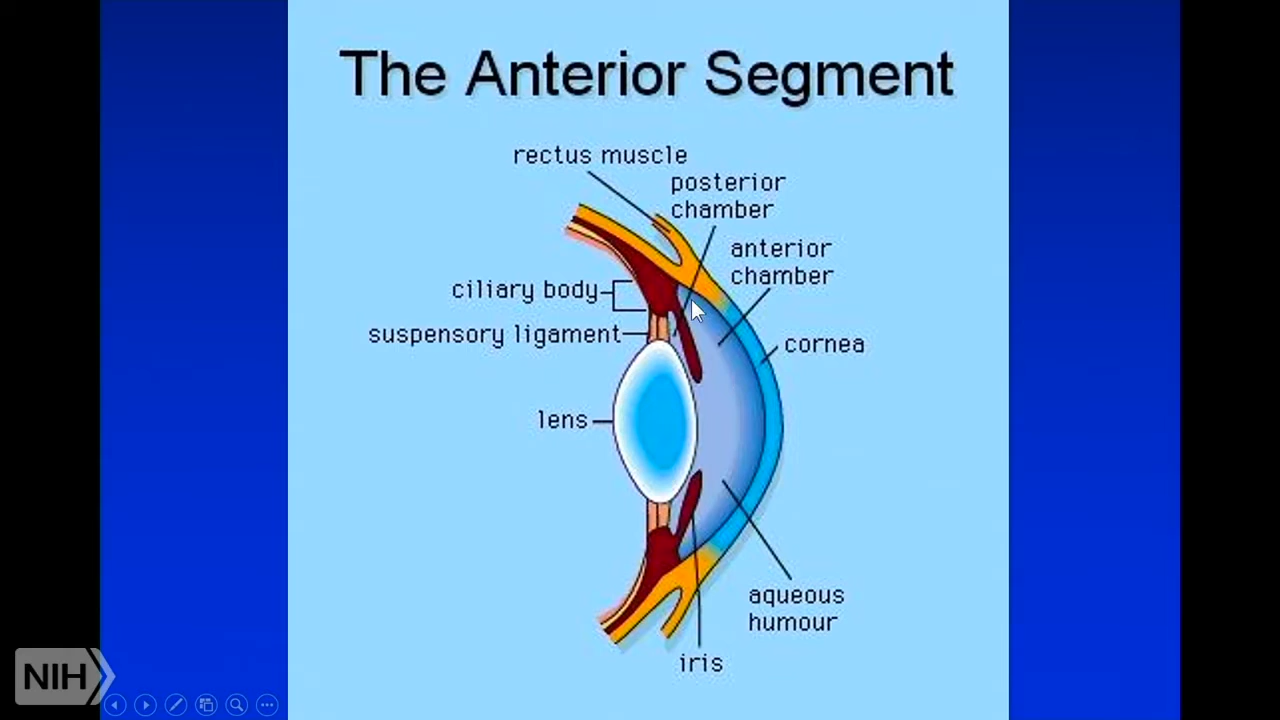 The Anterior Segment
rectus muscle
posterior
chamber
anterior
chamber
ciliary body
suspensory ligament
cornea
lens
aqueous
humour
iris
NIH